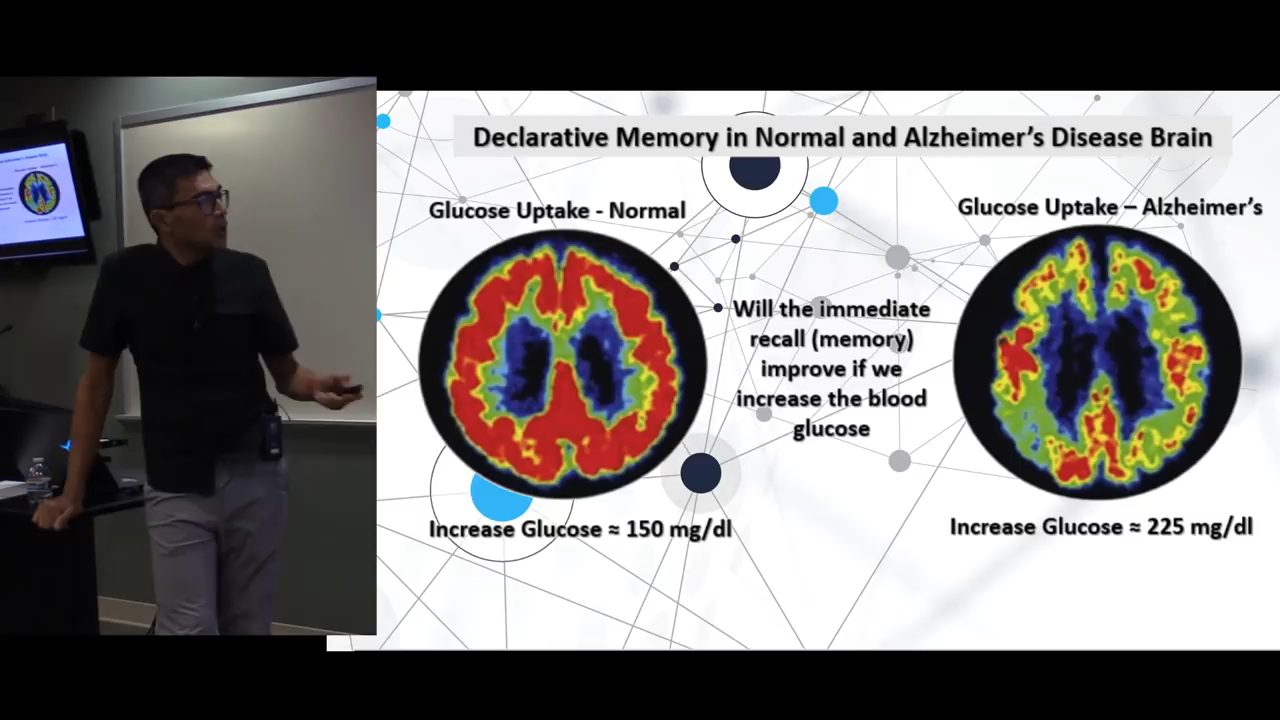 Declarative Memory in Normal and Alzheimer's Disease Brain
Glucose Uptake - Normal
Glucose Uptake – Alzheimer's
Will the immediate
recall (memory)
improve if we
increase the blood
glucose
Increase Glucose ≈ 150 mg/dl
Increase Glucose ≈ 225 mg/dl